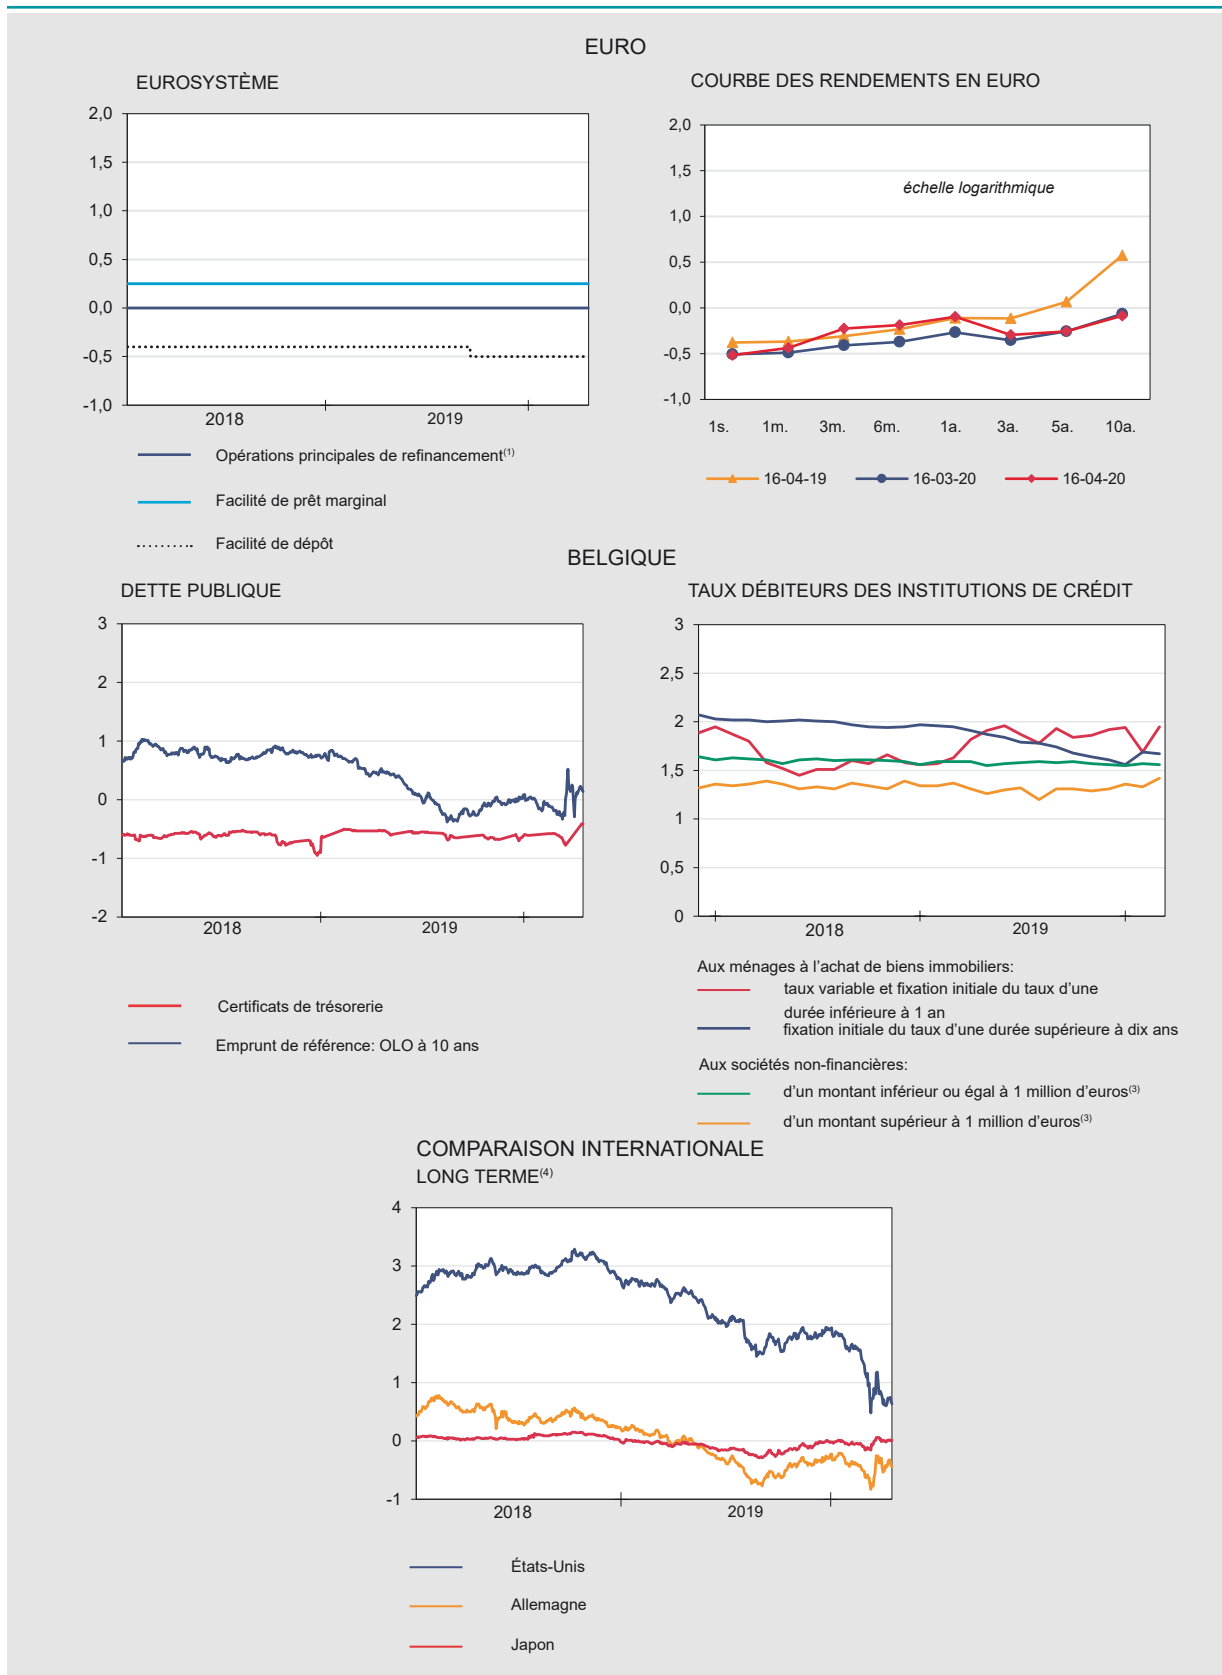 EURO
EUROSYSTÈME
2,0
1,5
1,0
0,5
0,0
-0,5
-1,0
2018
2019
Opérations principales de refinancement(1)
Facilité de prêt marginal
Facilité de dépôt
COURBE DES RENDEMENTS EN EURO
2,0
1,5
1,0
0,5
0,0
-0,5
-1,0
échelle logarithmique
1s. 1m. 3m. 6m. 1a. 3a. 5a. 10a.
16-04-19 16-03-20 16-04-20
BELGIQUE
DETTE PUBLIQUE
3
2
1
0
-1
-2
2018
2019
Certificats de trésorerie
Emprunt de référence: OLO à 10 ans
TAUX DÉBITEURS DES INSTITUTIONS DE CRÉDIT
3
2,5
2
1,5
1
0,5
0
2018
2019
Aux ménages à l’achat de biens immobiliers:
taux variable et fixation initiale du taux d’une
durée inférieure à 1 an
fixation initiale du taux d’une durée supérieure à dix ans
Aux sociétés non-financières:
d’un montant inférieur ou égal à 1 million d’euros(3)
d’un montant supérieur à 1 million d’euros(3)
COMPARAISON INTERNATIONALE
LONG TERME(4)
4
3
2
1
0
-1
2018
2019
États-Unis
Allemagne
Japon